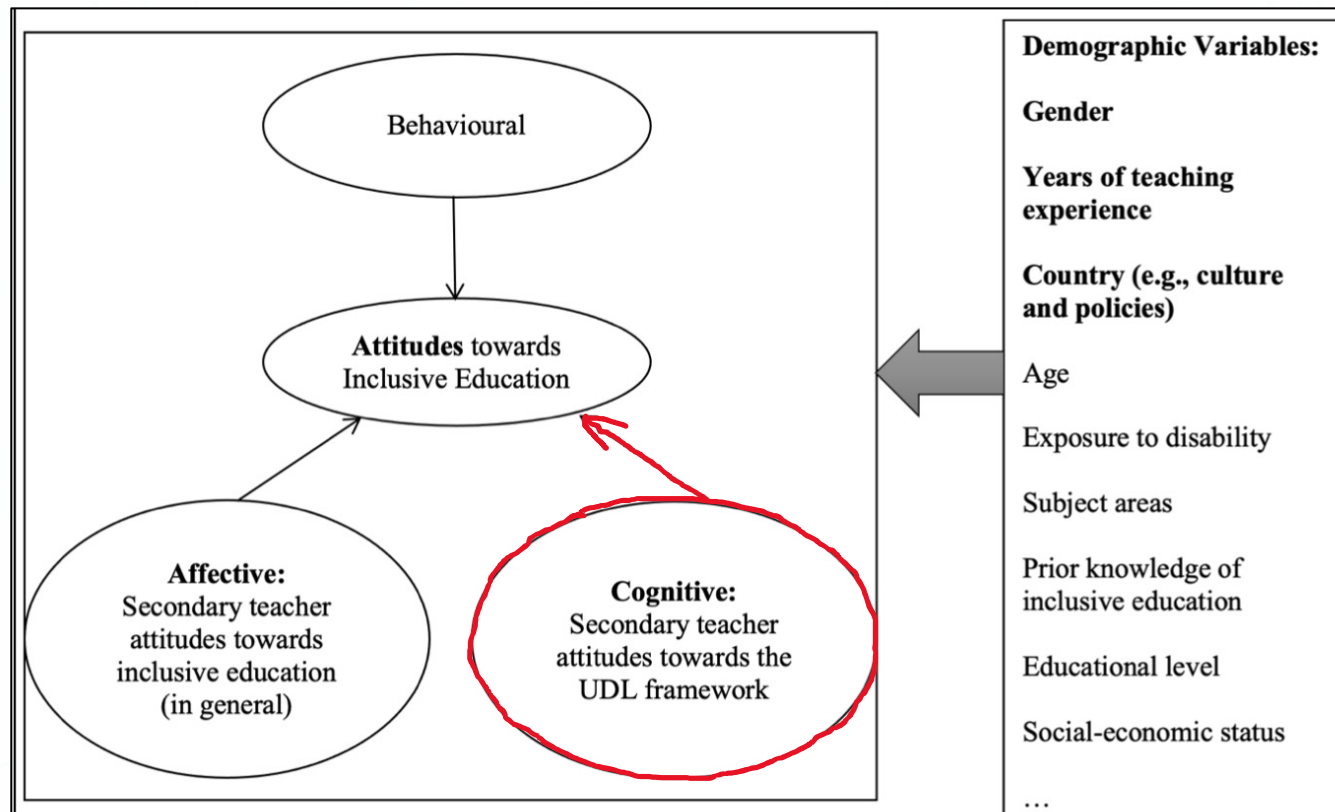 Behavioural
Attitudes towards
Inclusive Education
Affective:
Secondary teacher
attitudes towards
inclusive education
(in general)
Cognitive:
Secondary teacher
attitudes towards the
UDL framework
Demographic Variables:
Gender
Years of teaching
experience
Country (e.g., culture
and policies)
Age
Exposure to disability
Subject areas
Prior knowledge of
inclusive education
Educational level
Social-economic status
…